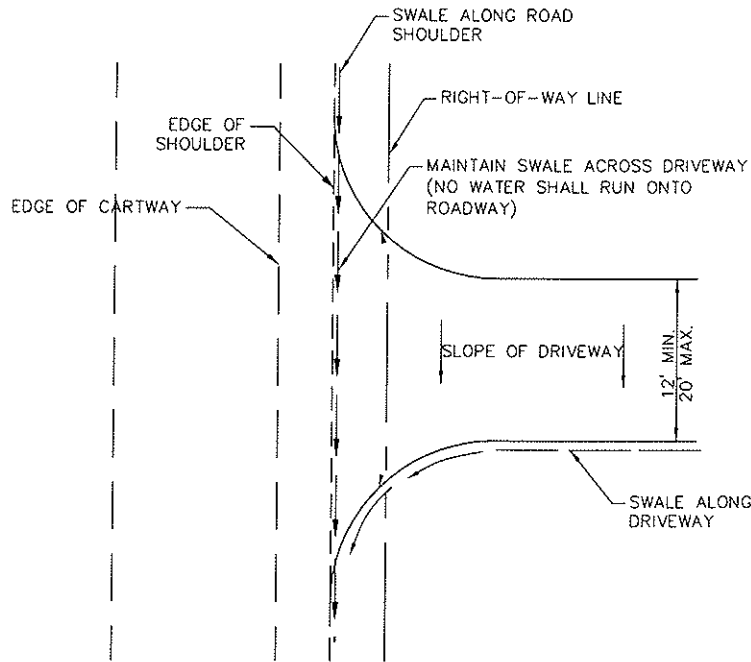 SWALE ALONG ROAD
SHOULDER
RIGHT-OF-WAY LINE
EDGE OF
SHOULDER
MAINTAIN SWALE ACROSS DRIVEWAY
(NO WATER SHALL RUN ONTO
ROADWAY)
EDGE OF CARTWAY
SLOPE OF DRIVEWAY
12' MIN.
20' MAX.
SWALE ALONG
DRIVEWAY